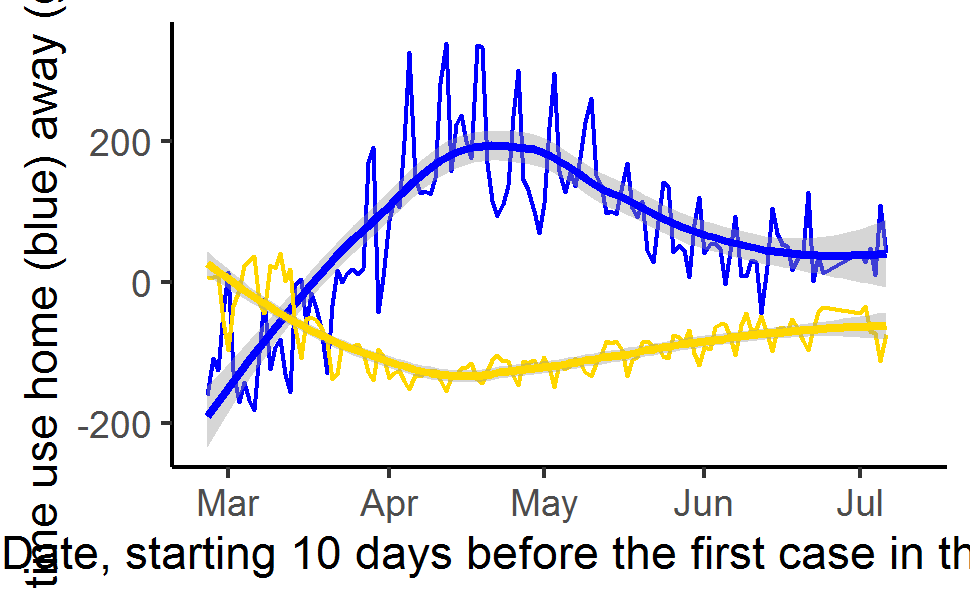 time use home (blue) away (
200
0
-200
Mar Apr May Jun Jul
Date, starting 10 days before the first case in th